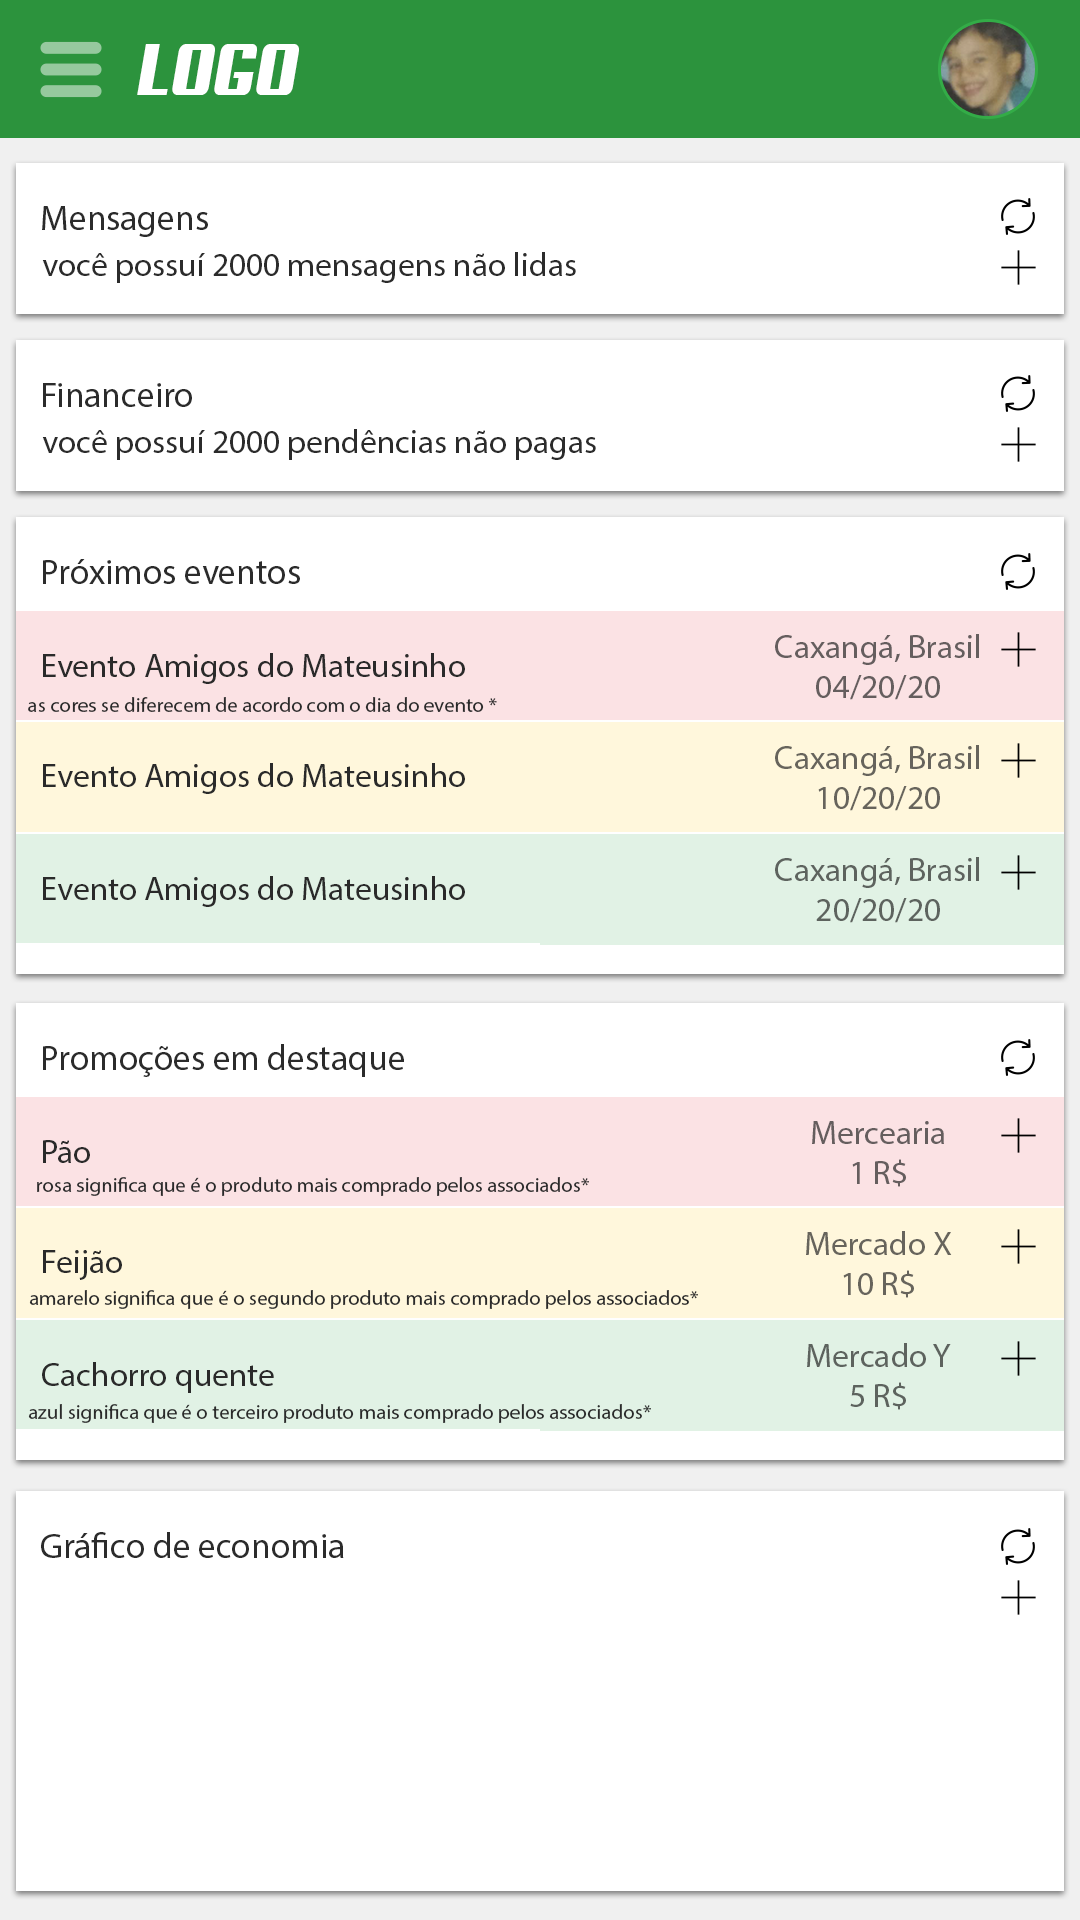 LOGO
Mensagens
você possuí 2000 mensagens não lidas
Financeiro
você possuí 2000 pendências não pagas
Próximos eventos
Evento Amigos do Mateusinho
as cores se diferecem de acordo com o dia do evento *
Caxangá, Brasil
04/20/20
Evento Amigos do Mateusinho
Caxangá, Brasil
10/20/20
Evento Amigos do Mateusinho
Caxangá, Brasil
20/20/20
Promoções em destaque
Pão
rosa significa que é o produto mais comprado pelos associados*
Mercearia
1 R$
Feijão
amarelo significa que é o segundo produto mais comprado pelos associados*
Mercado X
10 R$
Cachorro quente
azul significa que é o terceiro produto mais comprado pelos associados*
Mercado Y
5 R$
Gráfico de economia